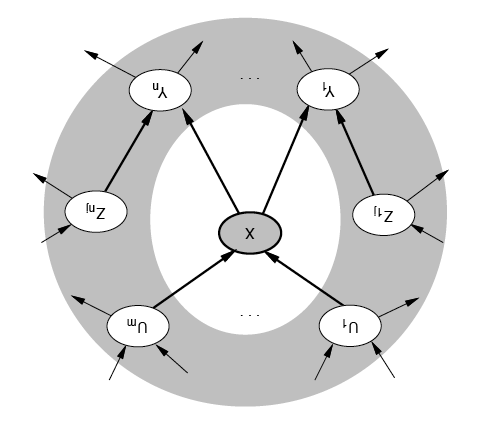 U1 . . . Um
X
Z1j Znj
Y1 . . . Yn